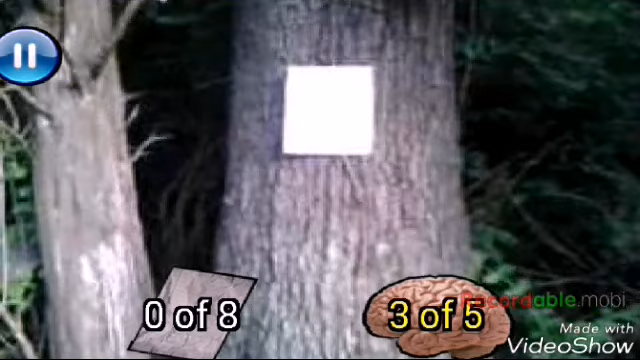 0 of 8
3 of 5
Recordable.mobi
Made with
VideoShow